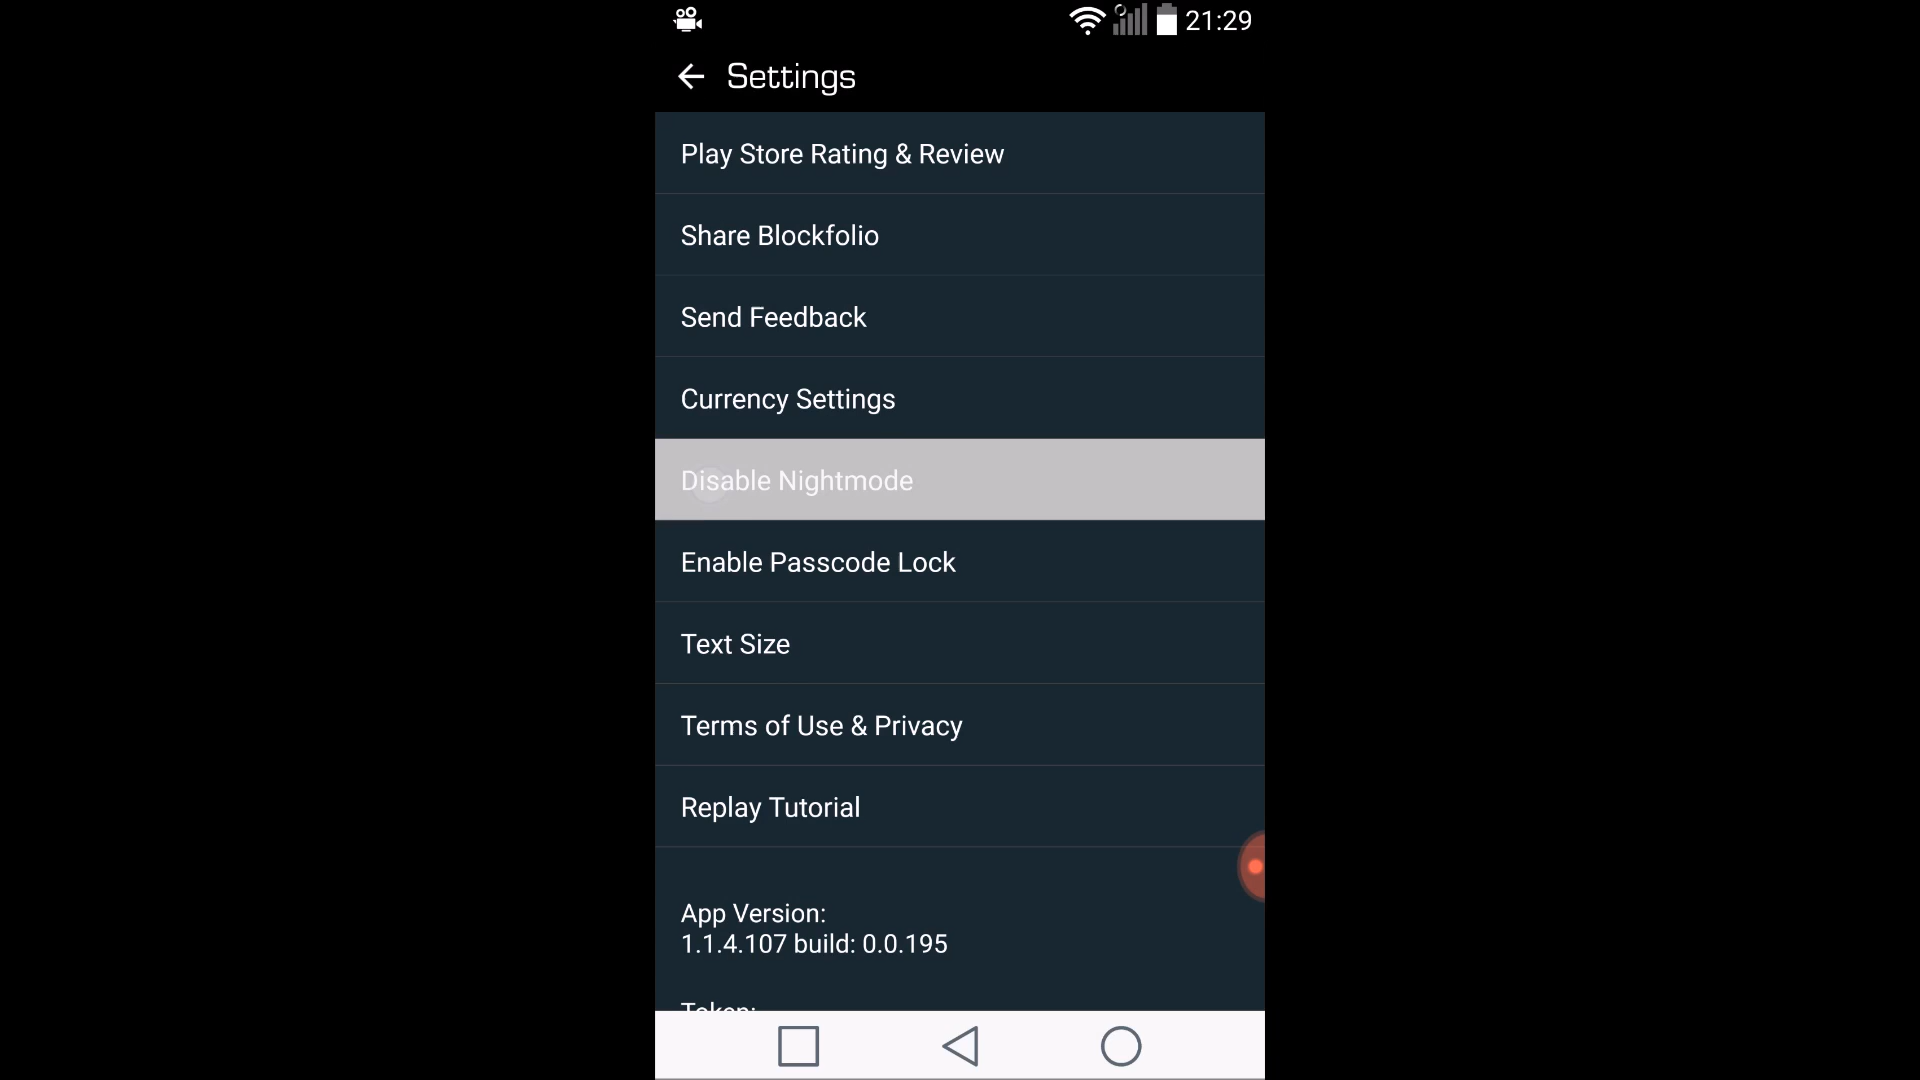 21:29
Settings
Play Store Rating & Review
Share Blockfolio
Send Feedback
Currency Settings
Disable Nightmode
Enable Passcode Lock
Text Size
Terms of Use & Privacy
Replay Tutorial
App Version:
1.1.4.107 build: 0.0.195
Token: